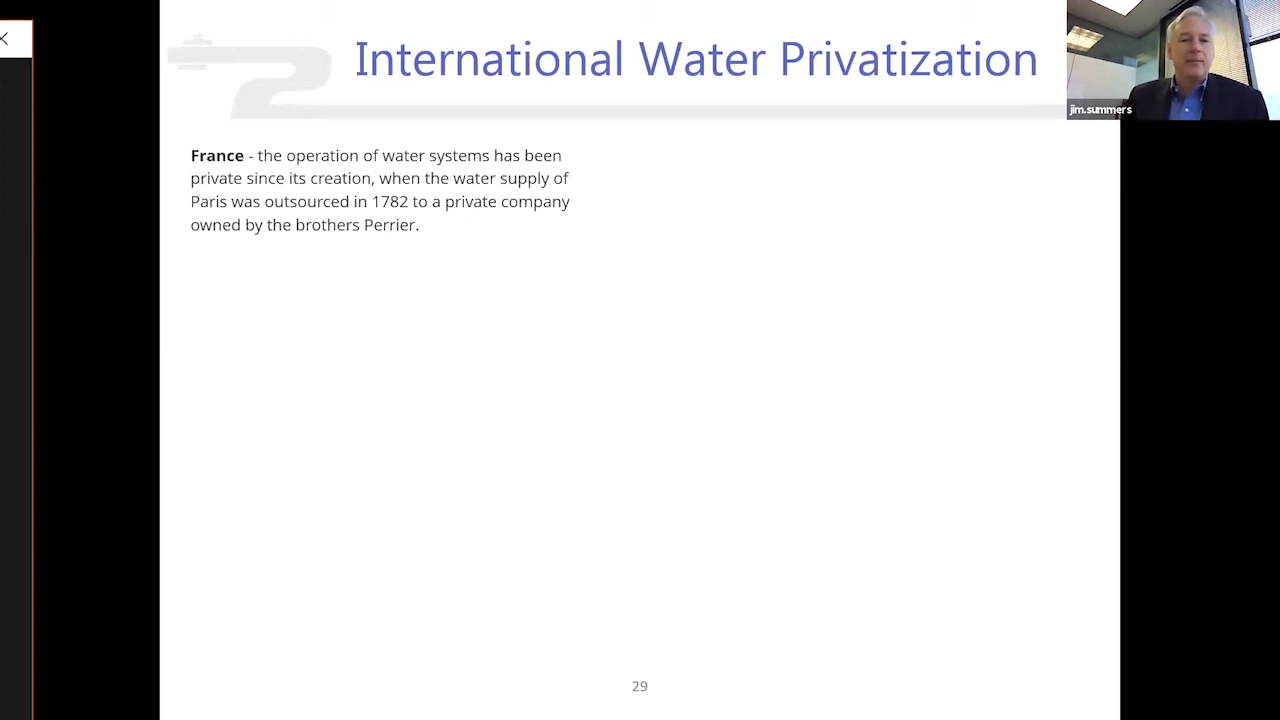 International Water Privatization
jim.summers
France - the operation of water systems has been
private since its creation, when the water supply of
Paris was outsourced in 1782 to a private company
owned by the brothers Perrier.
29